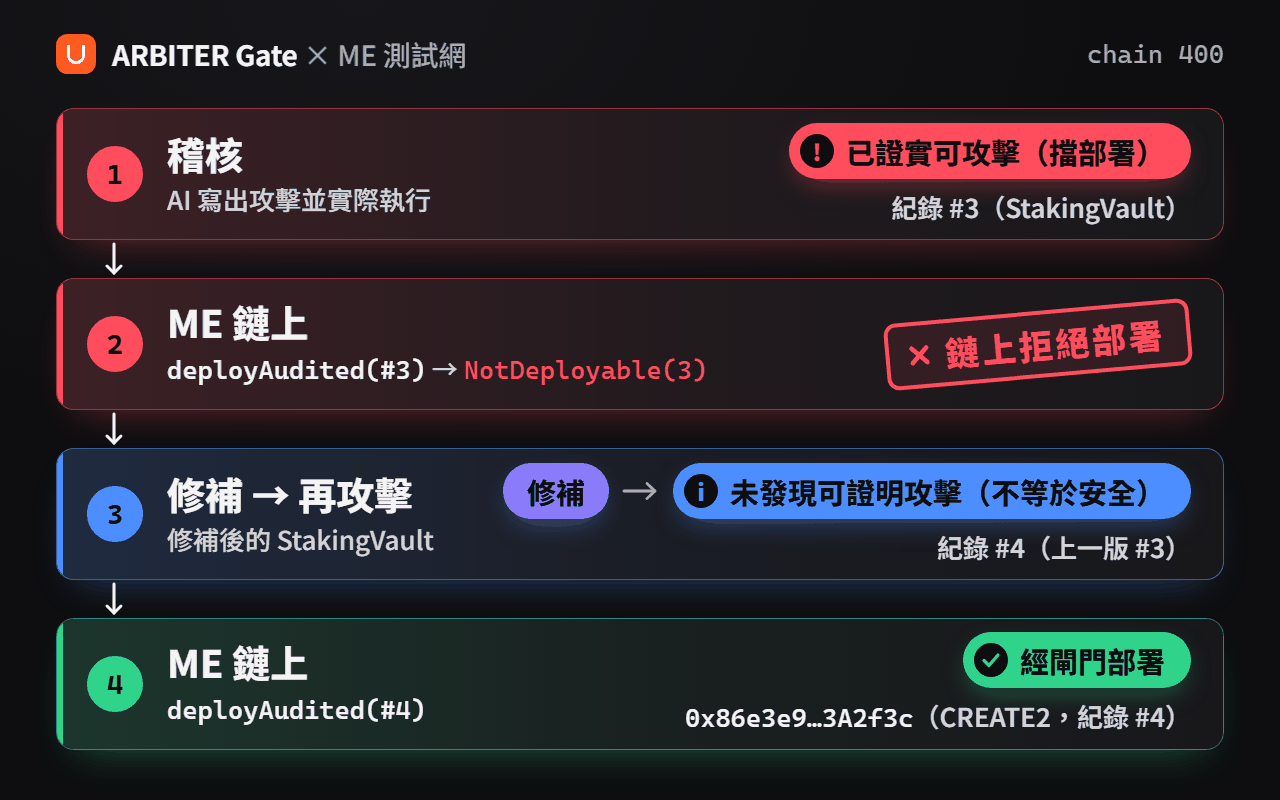 ARBITER Gate × ME 測試網
chain 400
1
稽核
AI 寫出攻擊並實際執行
! 已證實可攻擊（擋部署）
紀錄 #3（StakingVault）
↓
2
ME 鏈上
deployAudited(#3) → NotDeployable(3)
× 鏈上拒絕部署
↓
3
修補 → 再攻擊
修補後的 StakingVault
修補 → i 未發現可證明攻擊（不等於安全）
紀錄 #4（上一版 #3）
↓
4
ME 鏈上
deployAudited(#4)
✓ 經閘門部署
0x86e3e9…3A2f3c（CREATE2，紀錄 #4）